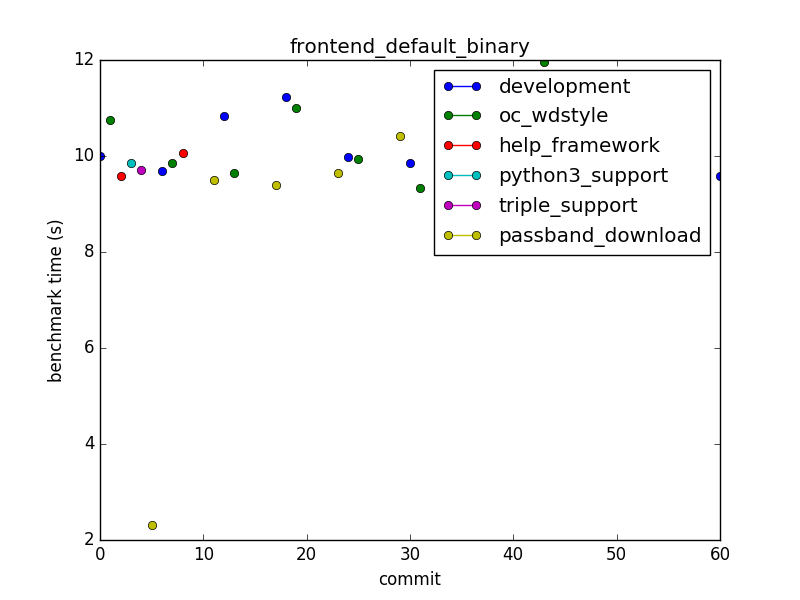 frontend_default_binary
12
10
8
6
4
2
benchmark time (s)
development
oc_wdstyle
help_framework
python3_support
triple_support
passband_download
0 10 20 30 40 50 60
commit